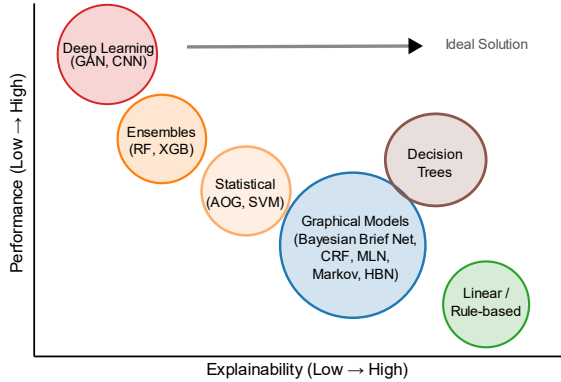 Deep Learning
(GAN, CNN)
Ideal Solution
Ensembles
(RF, XGB)
Decision
Trees
Statistical
(AOG, SVM)
Graphical Models
(Bayesian Brief Net,
CRF, MLN,
Markov, HBN)
Linear /
Rule-based
Performance (Low → High)
Explainability (Low → High)